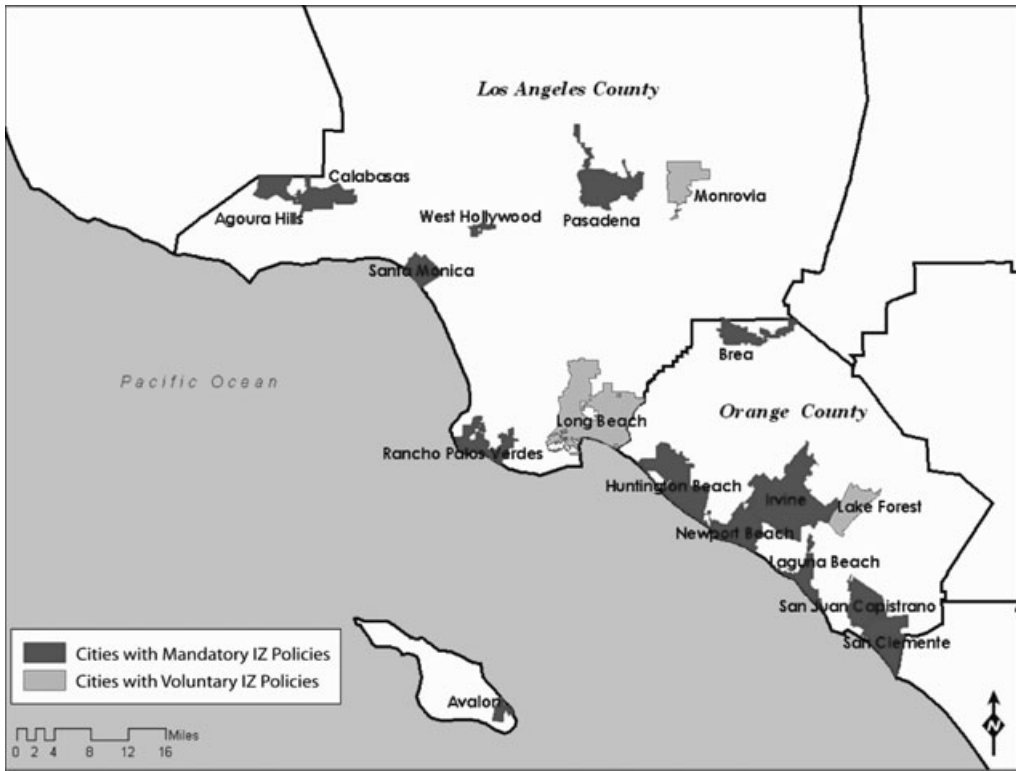 Los Angeles County
Calabasas
Agoura Hills
West Hollywood
Pasadena
Monrovia
Santa Monica
Brea
Pacific Ocean
Orange County
Long Beach
Rancho Palos Verdes
Huntington Beach
Irvine
Lake Forest
Newport Beach
Laguna Beach
San Juan Capistrano
San Clemente
Cities with Mandatory IZ Policies
Cities with Voluntary IZ Policies
Avalon
Miles
0 2 4 8 12 16
N